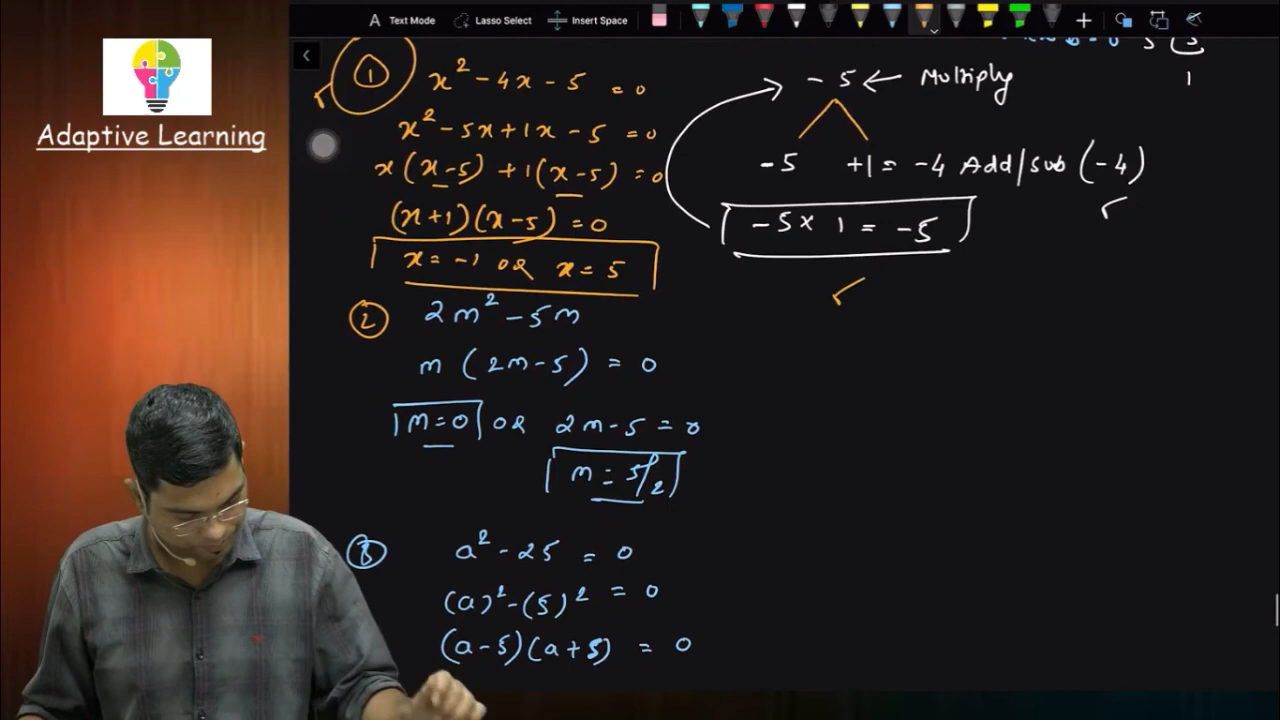 Text Mode Lasso Select Insert Space
Adaptive Learning
① x² - 4x - 5 = 0
x² - 5x + 1x - 5 = 0
x(x-5) + 1(x-5) = 0
(x+1)(x-5) = 0
x = -1 OR x = 5
② 2m² - 5m
m(2m-5) = 0
m=0 OR 2m-5 = 0
m = 5/2
③ a² - 25 = 0
(a)² - (5)² = 0
(a-5)(a+5) = 0
-5 ← Multiply
-5 +1 = -4 Add/Sub (-4)
-5 × 1 = -5
1